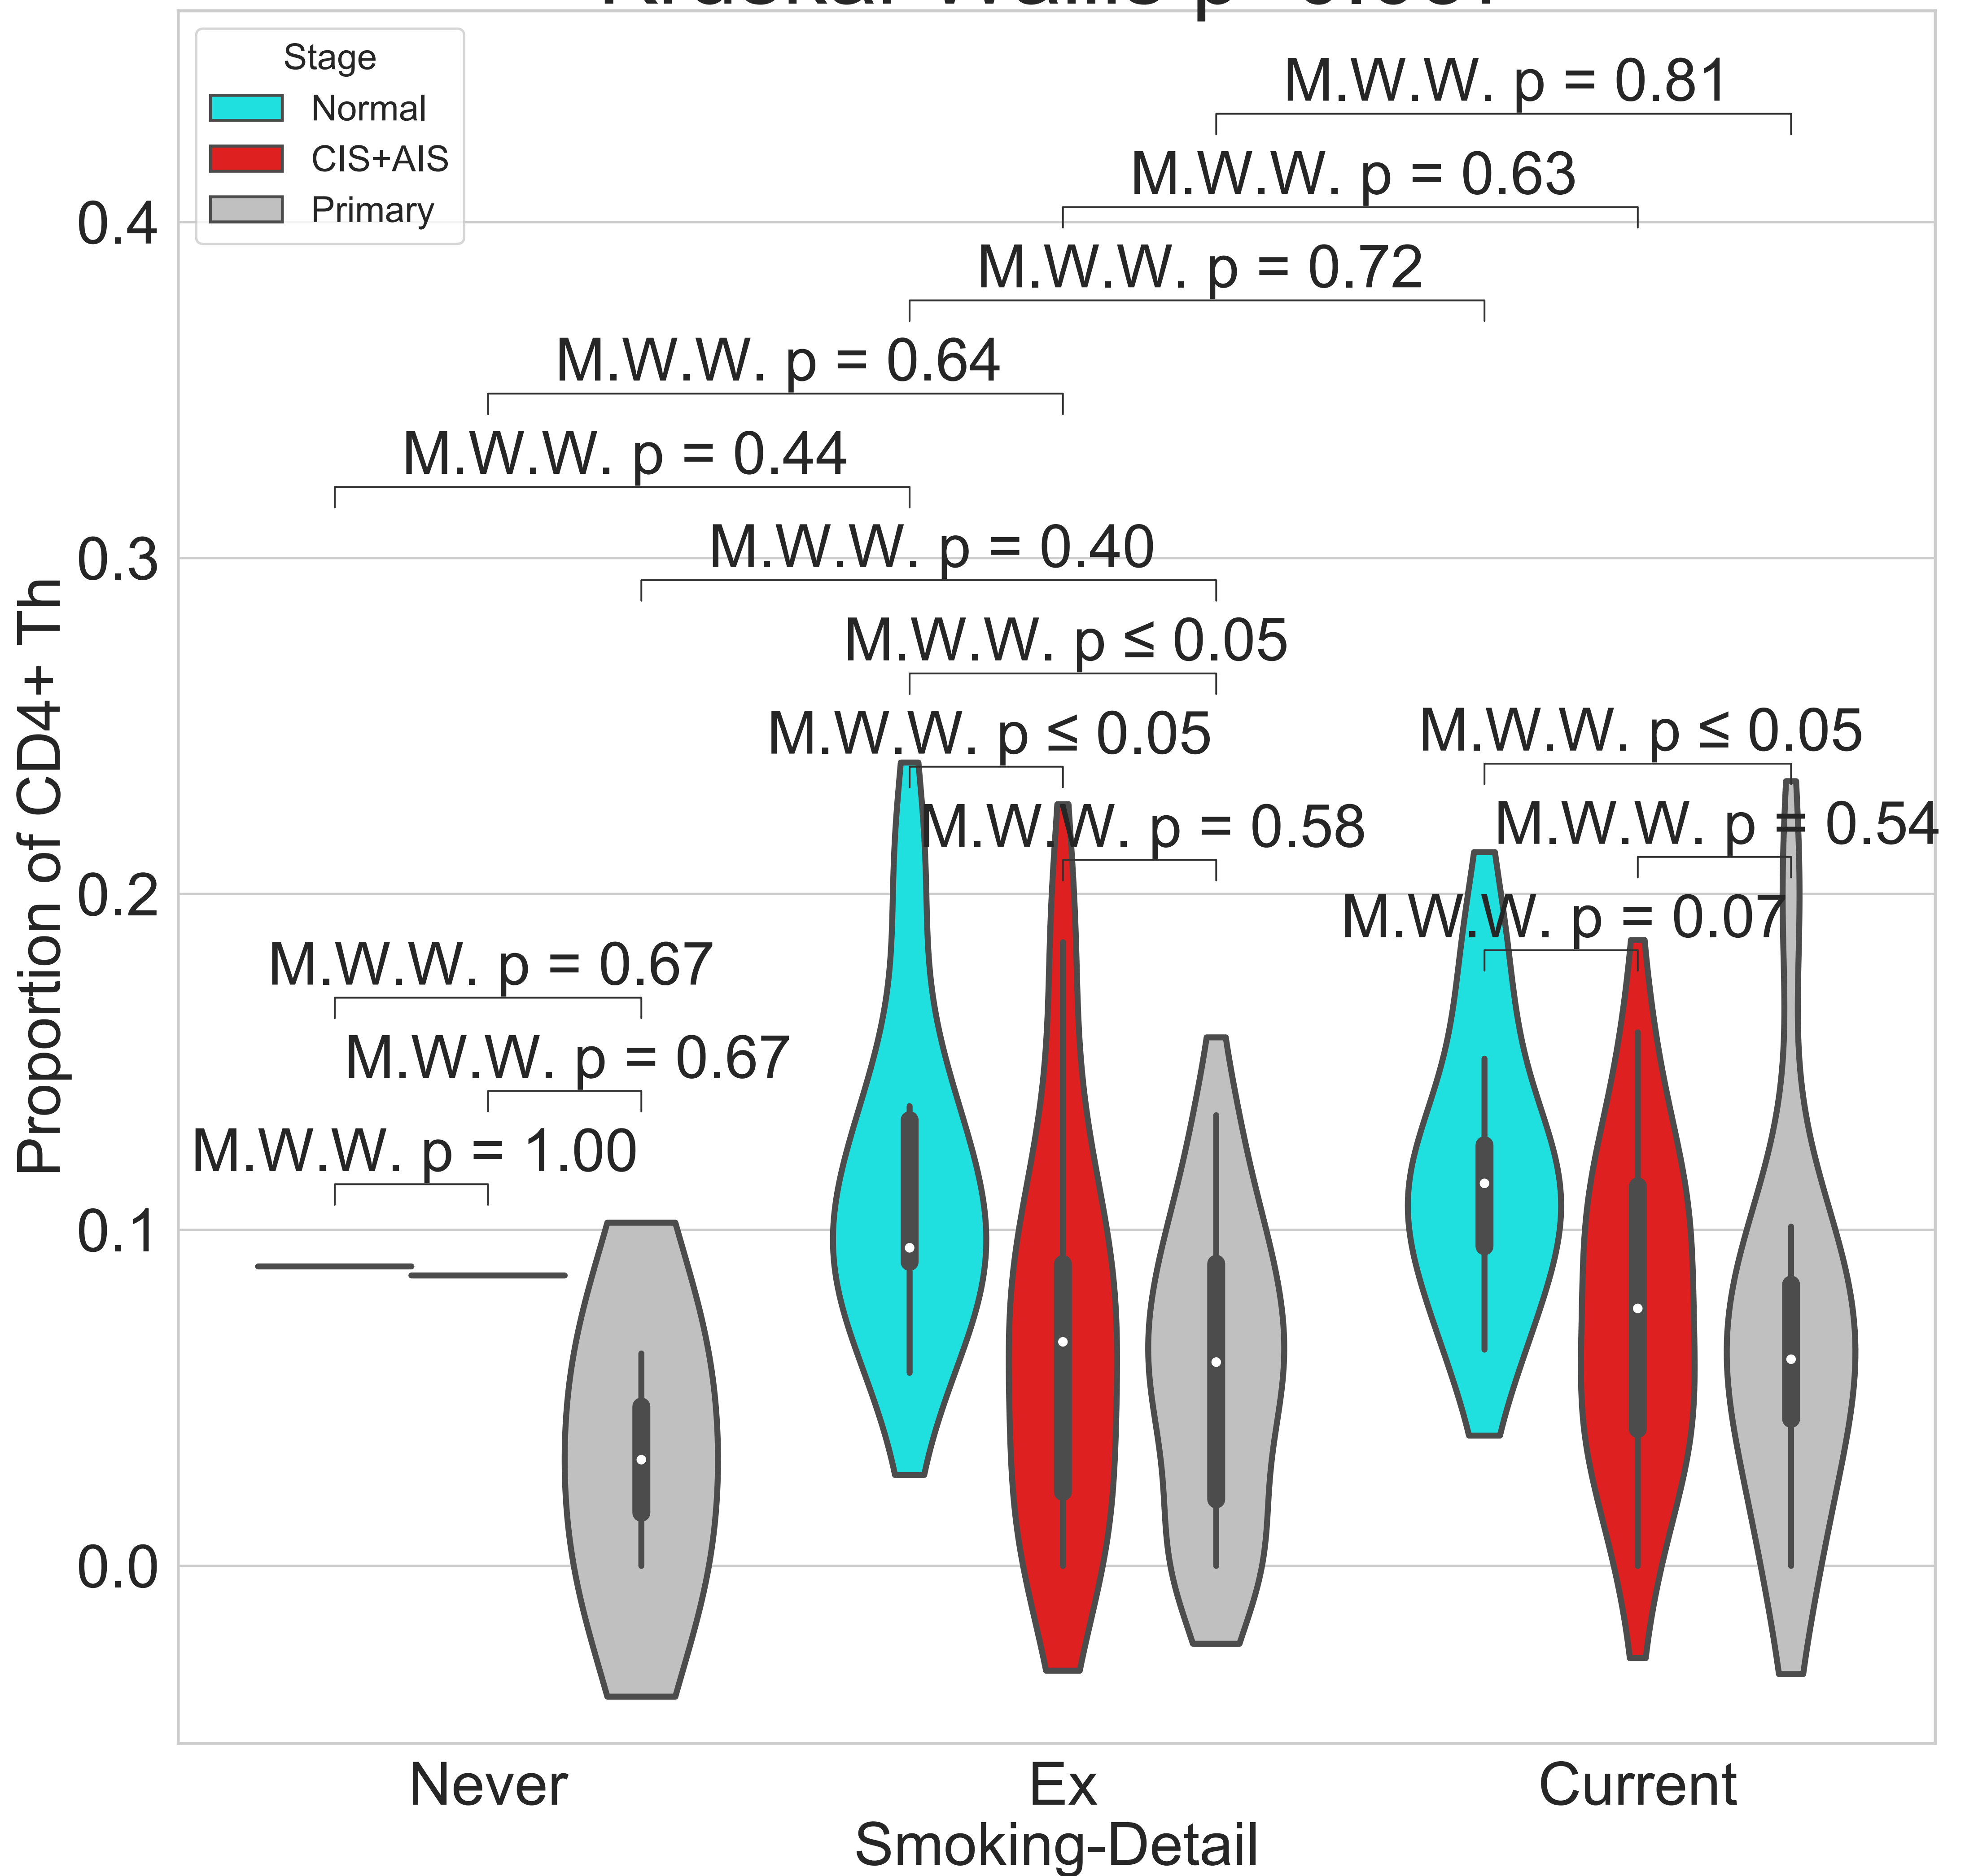 Stage
Normal
CIS+AIS
Primary
M.W.W. p = 0.81
M.W.W. p = 0.63
M.W.W. p = 0.72
M.W.W. p = 0.64
M.W.W. p = 0.44
M.W.W. p = 0.40
M.W.W. p ≤ 0.05
M.W.W. p ≤ 0.05
M.W.W. p ≤ 0.05
M.W.W. p = 0.58
M.W.W. p = 0.54
M.W.W. p = 0.07
M.W.W. p = 0.67
M.W.W. p = 0.67
M.W.W. p = 1.00
0.4
0.3
0.2
0.1
0.0
Proportion of CD4+ Th
Never
Ex
Current
Smoking-Detail